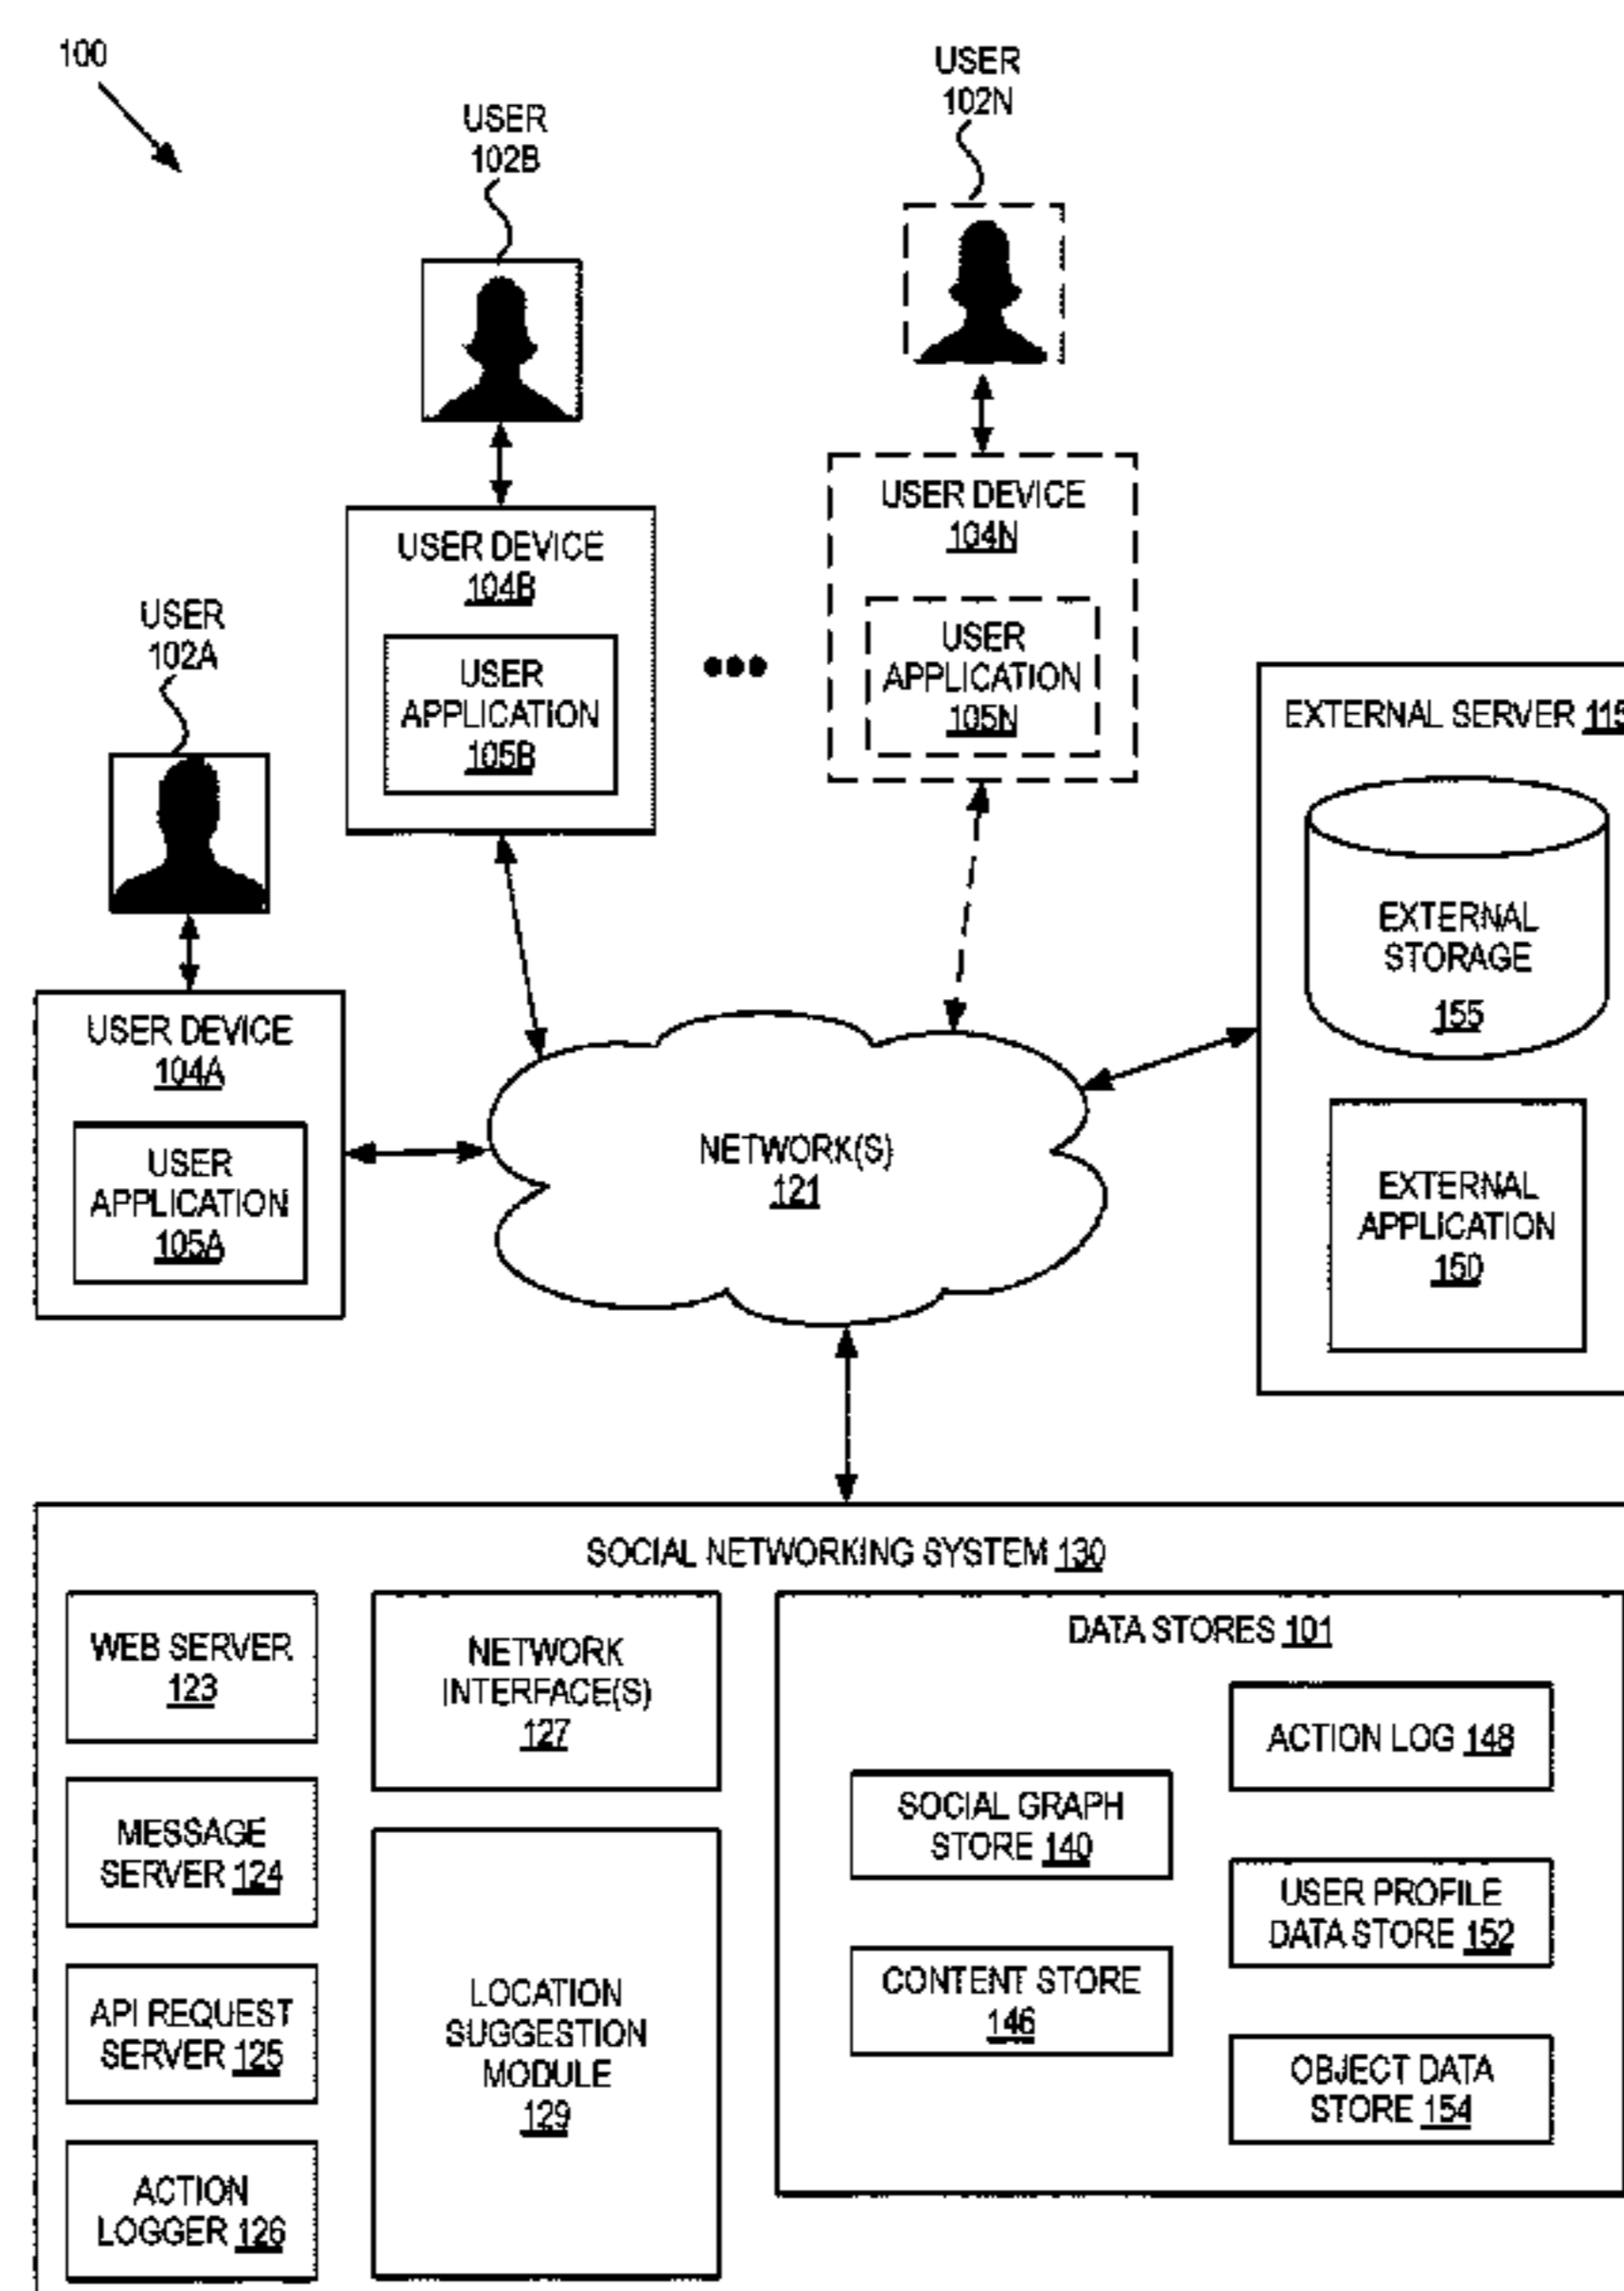 100
USER
102B
USER
102N
USER
102A
USER DEVICE
104B
USER
APPLICATION
105B
USER DEVICE
104N
USER
APPLICATION
105N
EXTERNAL SERVER 115
EXTERNAL
STORAGE
155
EXTERNAL
APPLICATION
150
USER DEVICE
104A
USER
APPLICATION
105A
NETWORK(S)
121
SOCIAL NETWORKING SYSTEM 130
WEB SERVER
123
MESSAGE
SERVER 124
API REQUEST
SERVER 125
ACTION
LOGGER 126
NETWORK
INTERFACE(S)
127
LOCATION
SUGGESTION
MODULE
129
DATA STORES 101
SOCIAL GRAPH
STORE 140
CONTENT STORE
146
ACTION LOG 148
USER PROFILE
DATA STORE 152
OBJECT DATA
STORE 154